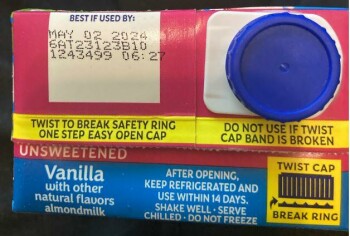 BEST IF USED BY:
MAY 02 2024
6AT23123B10
1243499 06:27
TWIST TO BREAK SAFETY RING
ONE STEP EASY OPEN CAP
DO NOT USE IF TWIST
CAP BAND IS BROKEN
UNSWEETENED
Vanilla
with other
natural flavors
almondmilk
AFTER OPENING,
KEEP REFRIGERATED AND
USE WITHIN 14 DAYS.
SHAKE WELL • SERVE
CHILLED • DO NOT FREEZE
TWIST CAP
BREAK RING